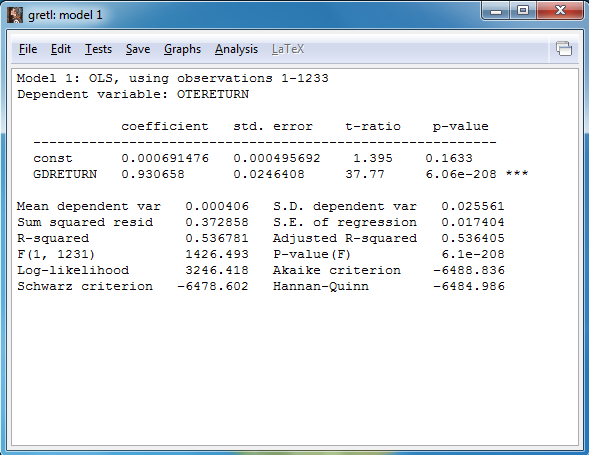 gretl: model 1
File Edit Tests Save Graphs Analysis LaTeX
Model 1: OLS, using observations 1-1233
Dependent variable: OTERETURN
coefficient std. error t-ratio p-value
---------------------------------------------------------
const 0.000691476 0.000495692 1.395 0.1633
GDRETURN 0.930658 0.0246408 37.77 6.06e-208 ***
Mean dependent var 0.000406 S.D. dependent var 0.025561
Sum squared resid 0.372858 S.E. of regression 0.017404
R-squared 0.536781 Adjusted R-squared 0.536405
F(1, 1231) 1426.493 P-value(F) 6.1e-208
Log-likelihood 3246.418 Akaike criterion -6488.836
Schwarz criterion -6478.602 Hannan-Quinn -6484.986